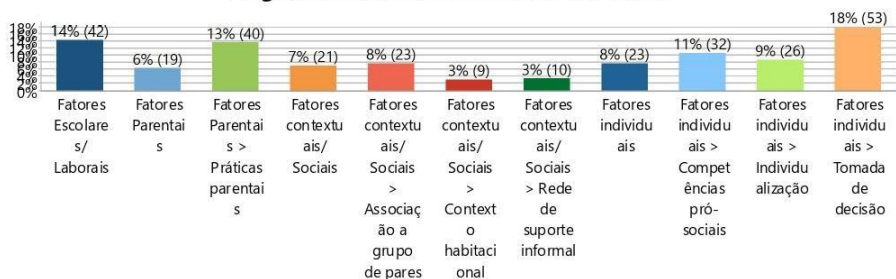 18%
0%
14% (42)
6% (19)
13% (40)
7% (21)
8% (23)
3% (9)
3% (10)
8% (23)
11% (32)
9% (26)
18% (53)
Fatores
Escolare
s/
Laborais
Fatores
Parentai
s
Fatores
Parentai
s >
Práticas
parentai
s
Fatores
contextu
ais/
Sociais
Fatores
contextu
ais/
Sociais
>
Associaç
ão a
grupo
de pares
Fatores
contextu
ais/
Sociais
>
Context
o
habitaci
onal
Fatores
contextu
ais/
Sociais
> Rede
de
suporte
informal
Fatores
individu
ais
Fatores
individu
ais >
Compet
ências
pró-
sociais
Fatores
individu
ais >
Individu
alização
Fatores
individu
ais >
Tomada
de
decisão